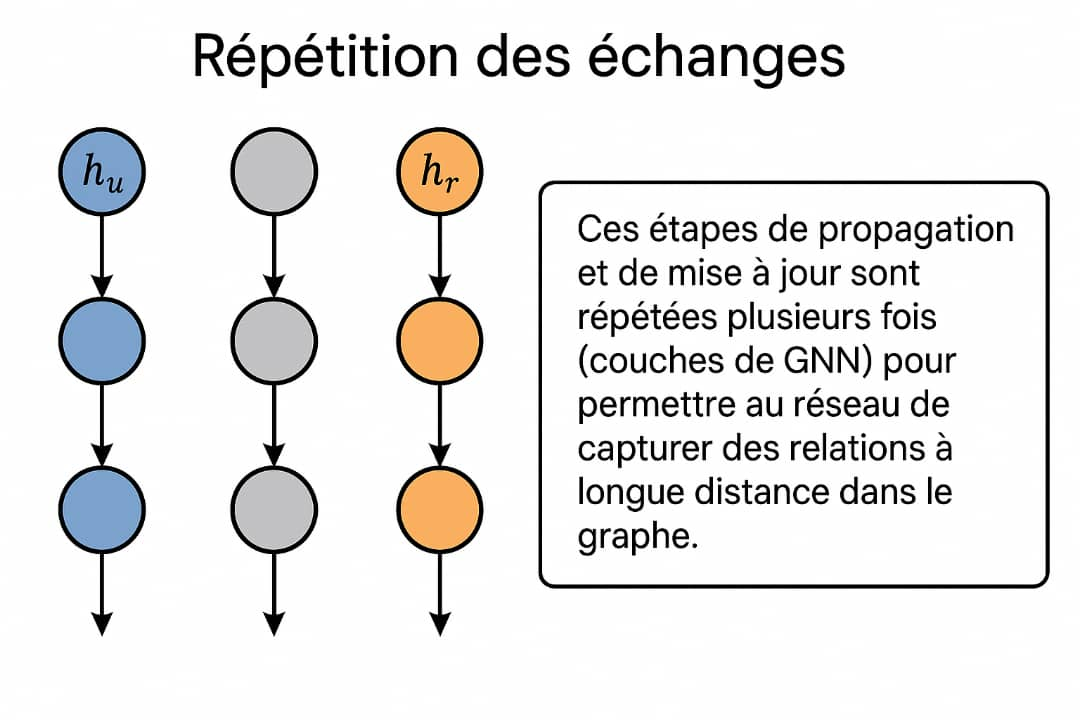 Répétition des échanges
h_u
h_r
Ces étapes de propagation
et de mise à jour sont
répétées plusieurs fois
(couches de GNN) pour
permettre au réseau de
capturer des relations à
longue distance dans le
graphe.